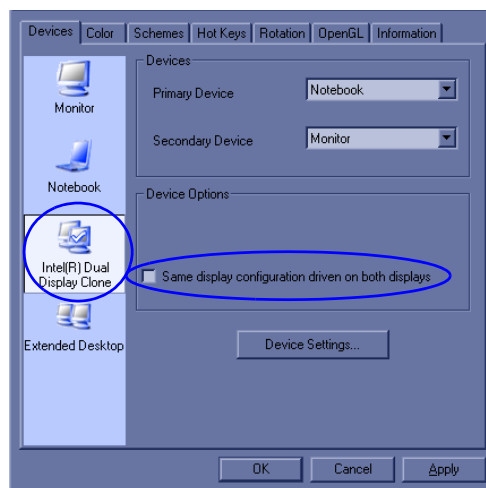 Devices Color Schemes Hot Keys Rotation OpenGL Information
Monitor
Notebook
Intel(R) Dual
Display Clone
Extended Desktop
Devices
Primary Device Notebook
Secondary Device Monitor
Device Options
Same display configuration driven on both displays
Device Settings...
OK Cancel Apply